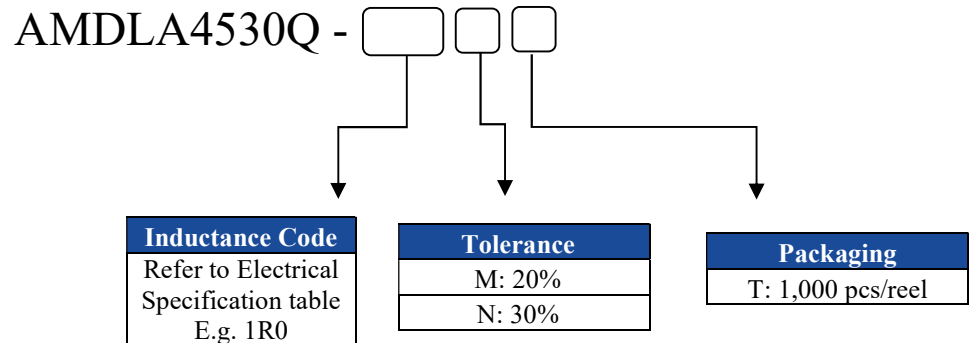 AMDLA4530Q -
Inductance Code
Refer to Electrical
Specification table
E.g. 1R0
Tolerance
M: 20%
N: 30%
Packaging
T: 1,000 pcs/reel